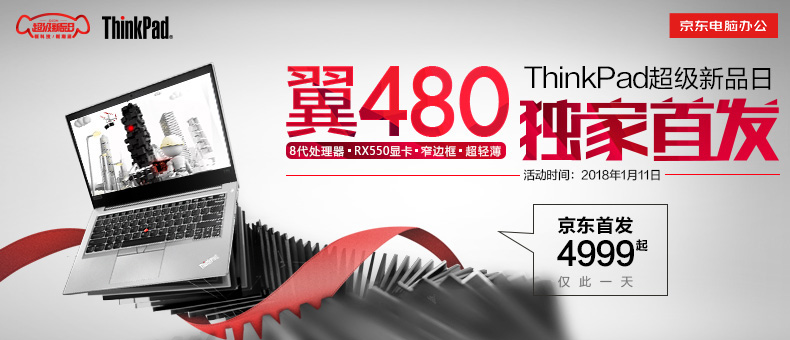 超级新品日
ThinkPad
京东电脑办公
翼480
8代处理器·RX550显卡·窄边框·超轻薄
ThinkPad超级新品日
独家首发
活动时间：2018年1月11日
京东首发
4999起
仅此一天